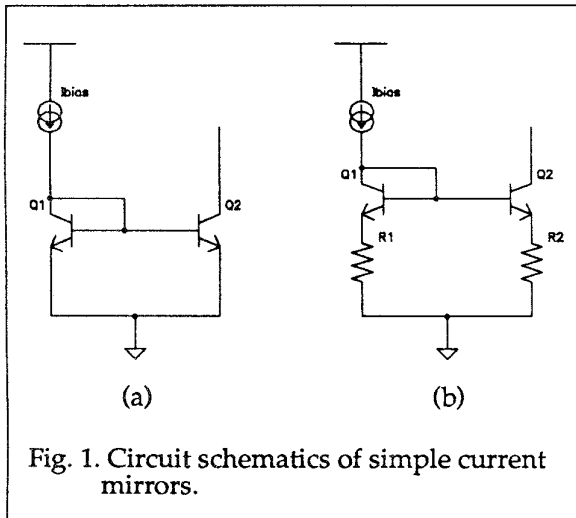 Ibias
Q1
Q2
(a)
Ibias
Q1
Q2
R1
R2
(b)
Fig. 1. Circuit schematics of simple current
mirrors.